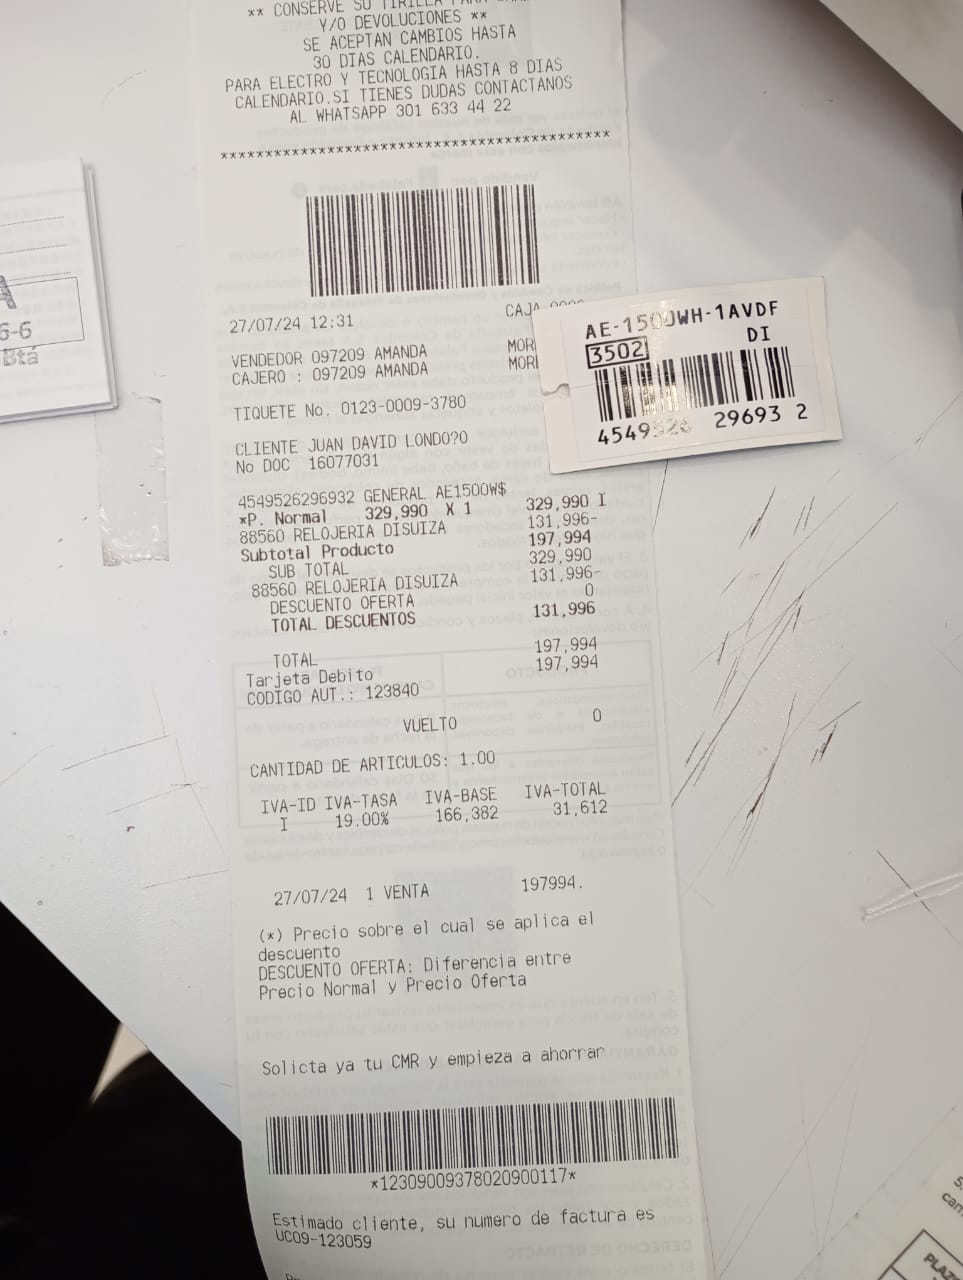 ** CONSERVE SU TIRILLA PARA
Y/O DEVOLUCIONES **
SE ACEPTAN CAMBIOS HASTA
30 DIAS CALENDARIO.
PARA ELECTRO Y TECNOLOGIA HASTA 8 DIAS
CALENDARIO.SI TIENES DUDAS CONTACTANOS
AL WHATSAPP 301 633 44 22
********************************************
27/07/24 12:31 CAJA
VENDEDOR 097209 AMANDA MOR
CAJERO : 097209 AMANDA MOR
TIQUETE No. 0123-0009-3780
CLIENTE JUAN DAVID LONDO?O
No DOC 16077031
4549526296932 GENERAL AE1500W$
*P. Normal 329,990 X 1 329,990 I
88560 RELOJERIA DISUIZA 131,996-
Subtotal Producto 197,994
SUB TOTAL 329,990
88560 RELOJERIA DISUIZA 131,996-
DESCUENTO OFERTA 0
TOTAL DESCUENTOS 131,996
TOTAL 197,994
Tarjeta Debito 197,994
CODIGO AUT.: 123840
VUELTO 0
CANTIDAD DE ARTICULOS: 1.00
IVA-ID IVA-TASA IVA-BASE IVA-TOTAL
I 19.00% 166,382 31,612
27/07/24 1 VENTA 197994.
(*) Precio sobre el cual se aplica el
descuento
DESCUENTO OFERTA: Diferencia entre
Precio Normal y Precio Oferta
Solicta ya tu CMR y empieza a ahorrar
*12309009378020900117*
Estimado cliente, su numero de factura es
UC09-123059
AE-1500WH-1AVDF
DI
3502
4549526 29693 2
6-6
Btá
PLAZ